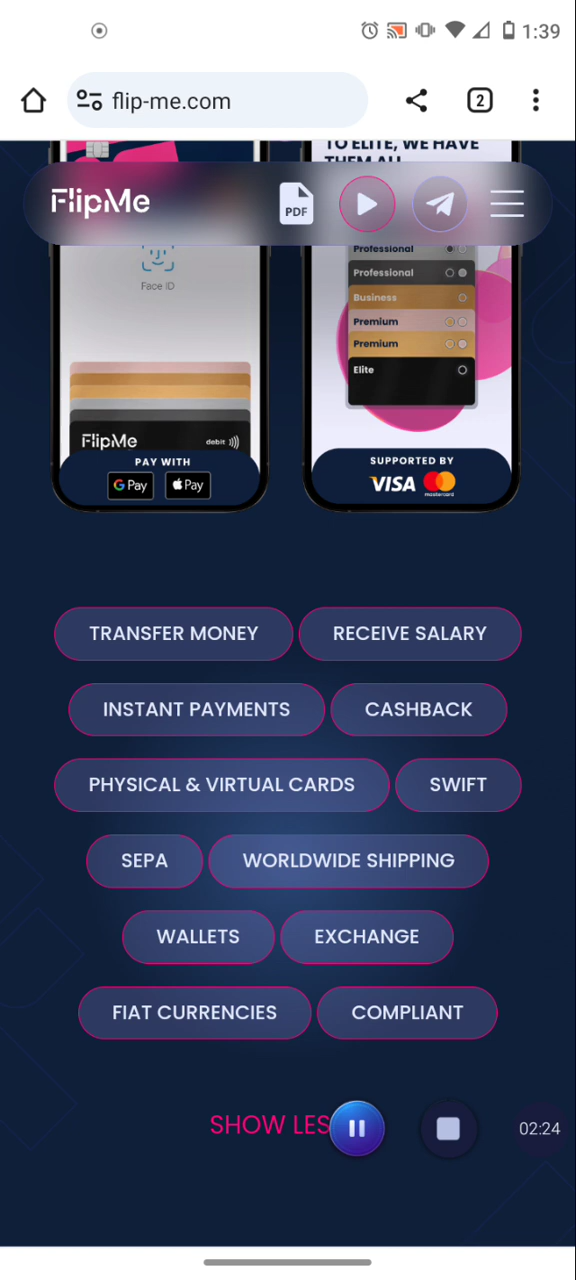 1:39
flip-me.com
2
TO ELITE, WE HAVE
THEM ALL
FlipMe
PDF
Face ID
Professional
Professional
Business
Premium
Premium
Elite
FlipMe debit
PAY WITH
G Pay Pay
SUPPORTED BY
VISA mastercard
TRANSFER MONEY RECEIVE SALARY
INSTANT PAYMENTS CASHBACK
PHYSICAL & VIRTUAL CARDS SWIFT
SEPA WORLDWIDE SHIPPING
WALLETS EXCHANGE
FIAT CURRENCIES COMPLIANT
SHOW LES
02:24